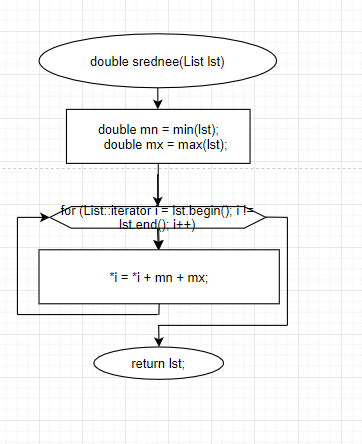 double srednee(List lst)
double mn = min(lst);
double mx = max(lst);
for (List::iterator i = lst.begin(); i !=
lst.end(); i++)
*i = *i + mn + mx;
return lst;